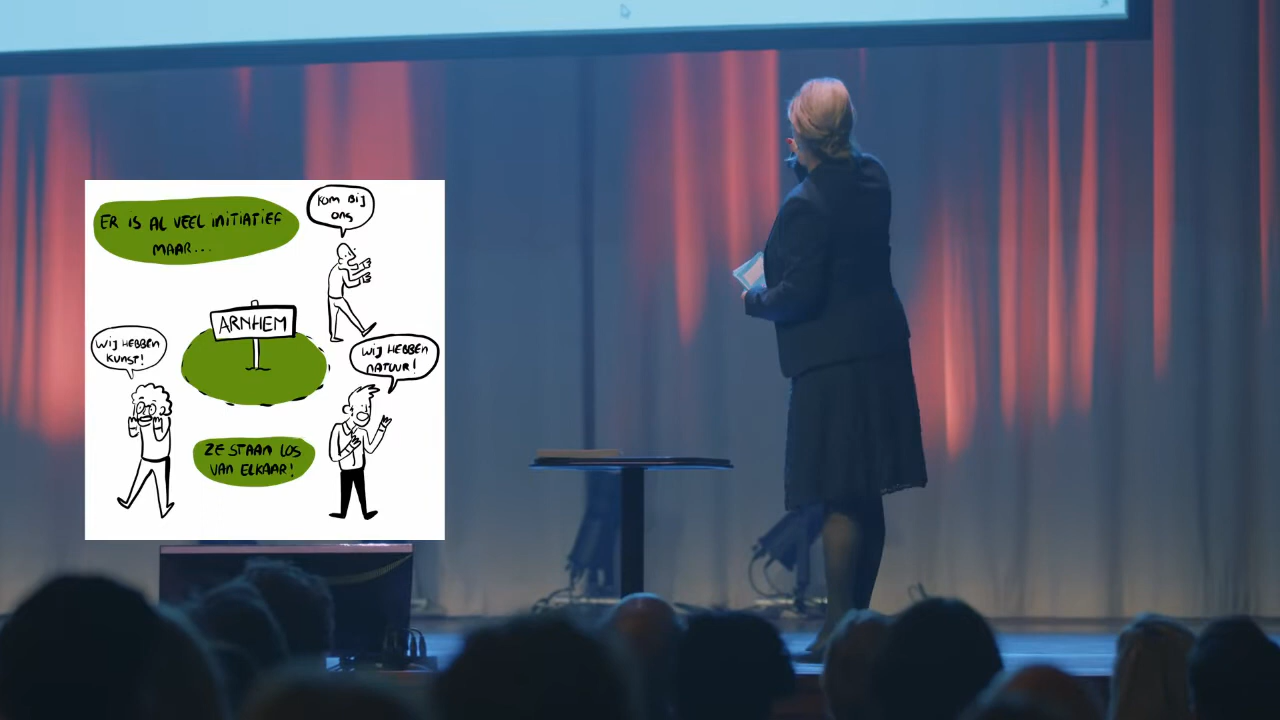 ER IS AL VEEL INITIATIEF
MAAR...
KOM BIJ
ONS
ARNHEM
WIJ HEBBEN
KUNST!
WIJ HEBBEN
NATUUR!
ZE STAAN LOS
VAN ELKAAR!